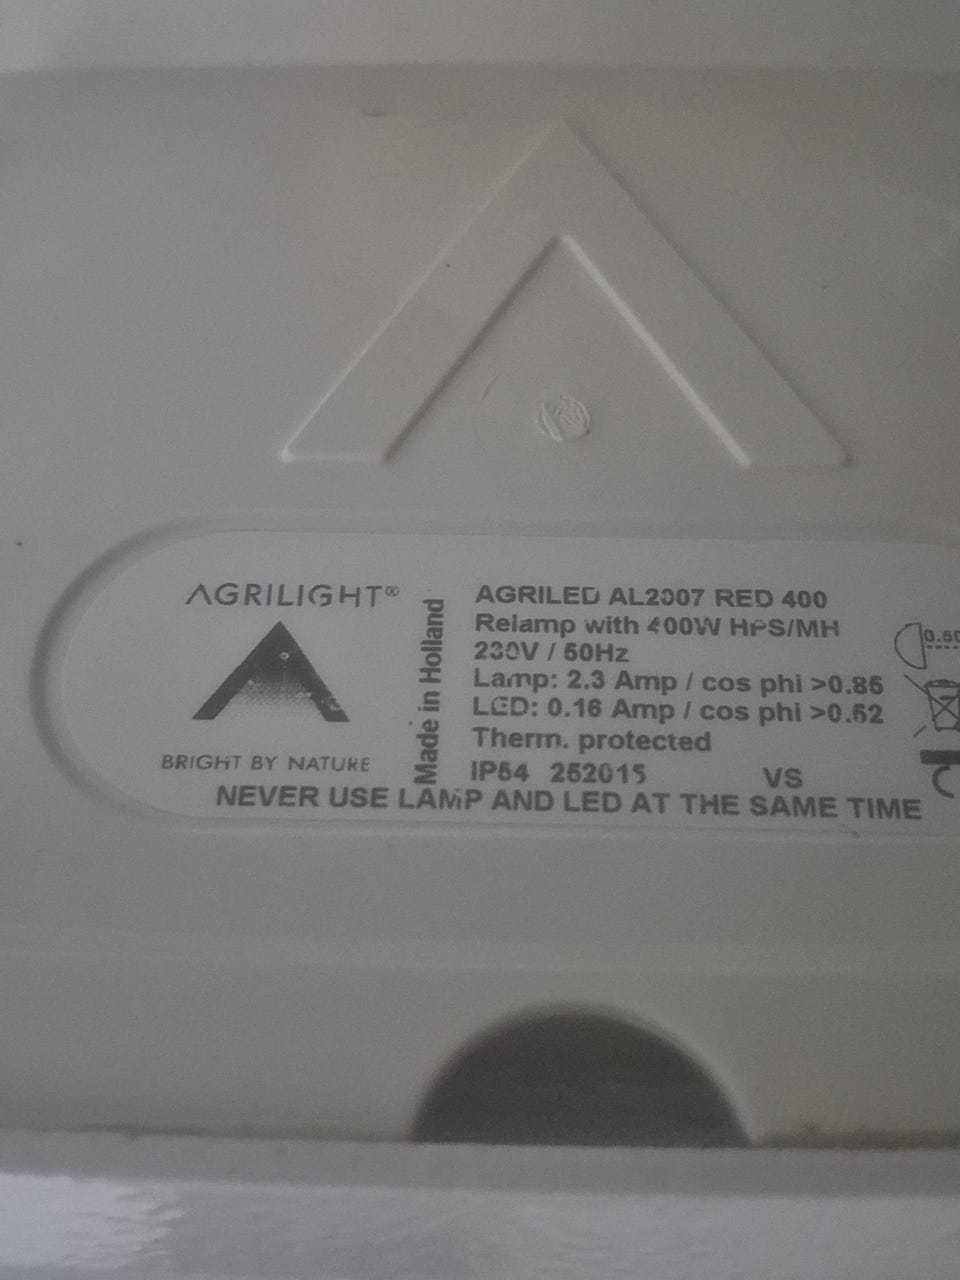 AGRILIGHT®
BRIGHT BY NATURE
Made in Holland
AGRILED AL2007 RED 400
Relamp with 400W HPS/MH
230V / 50Hz
Lamp: 2.3 Amp / cos phi >0.85
LED: 0.16 Amp / cos phi >0.52
Therm. protected
IP54 252015 VS
NEVER USE LAMP AND LED AT THE SAME TIME